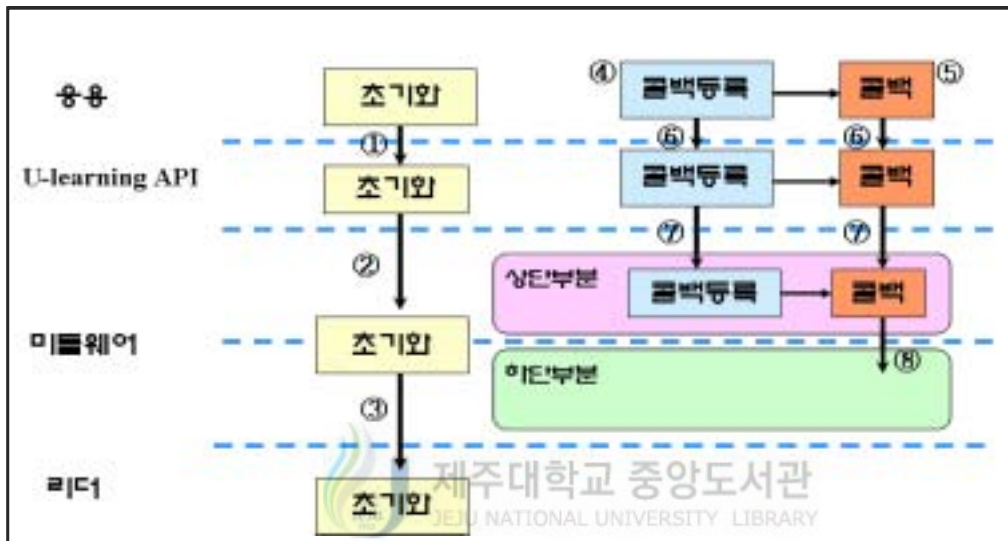 응용
초기화
④
콜백등록
콜백
⑤
①
⑥
⑥
U-learning API
초기화
콜백등록
콜백
②
⑦
⑦
상단부분
콜백등록
콜백
미들웨어
초기화
하단부분
⑧
③
리더
초기화
제주대학교 중앙도서관
JEJU NATIONAL UNIVERSITY LIBRARY